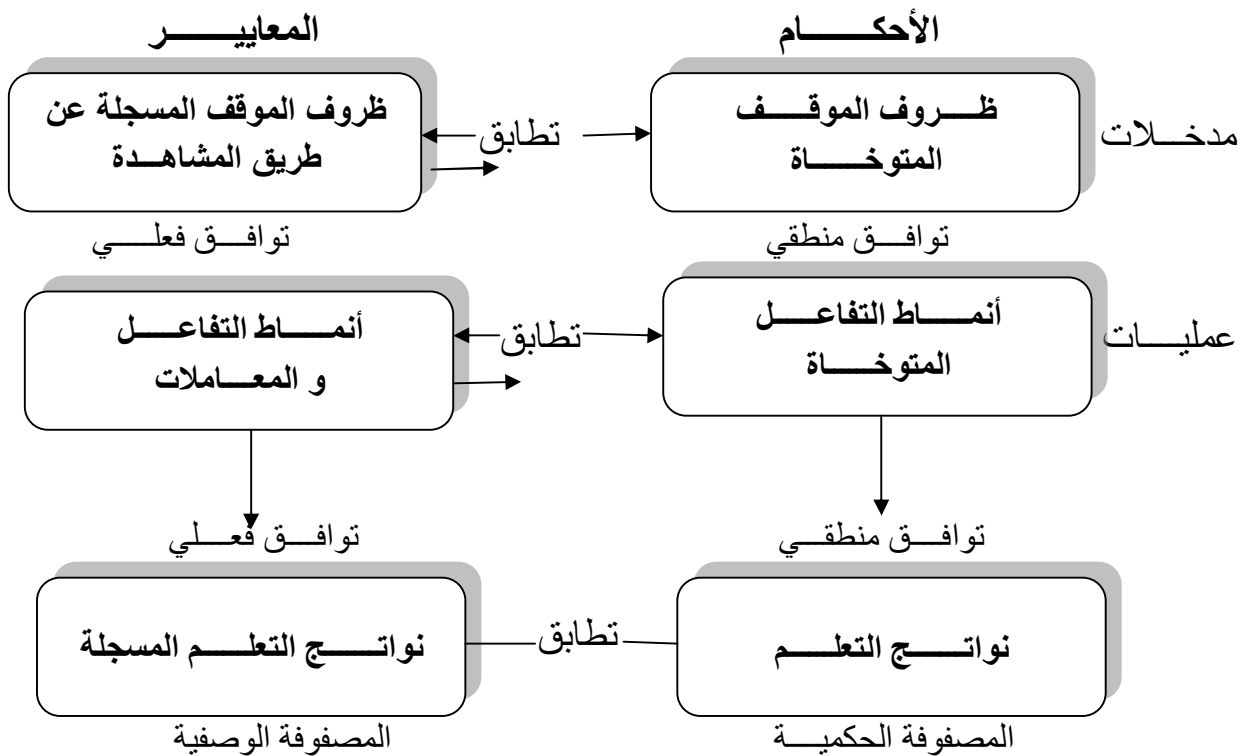 الأحكام
المعايير
مدخلات
ظروف الموقف
المتوخاة
تطابق
ظروف الموقف المسجلة عن
طريق المشاهدة
توافق منطقي
توافق فعلي
عمليات
أنماط التفاعل
المتوخاة
تطابق
أنماط التفاعل
و المعاملات
توافق منطقي
توافق فعلي
نواتج التعلم
تطابق
نواتج التعلم المسجلة
المصفوفة الحكمية
المصفوفة الوصفية